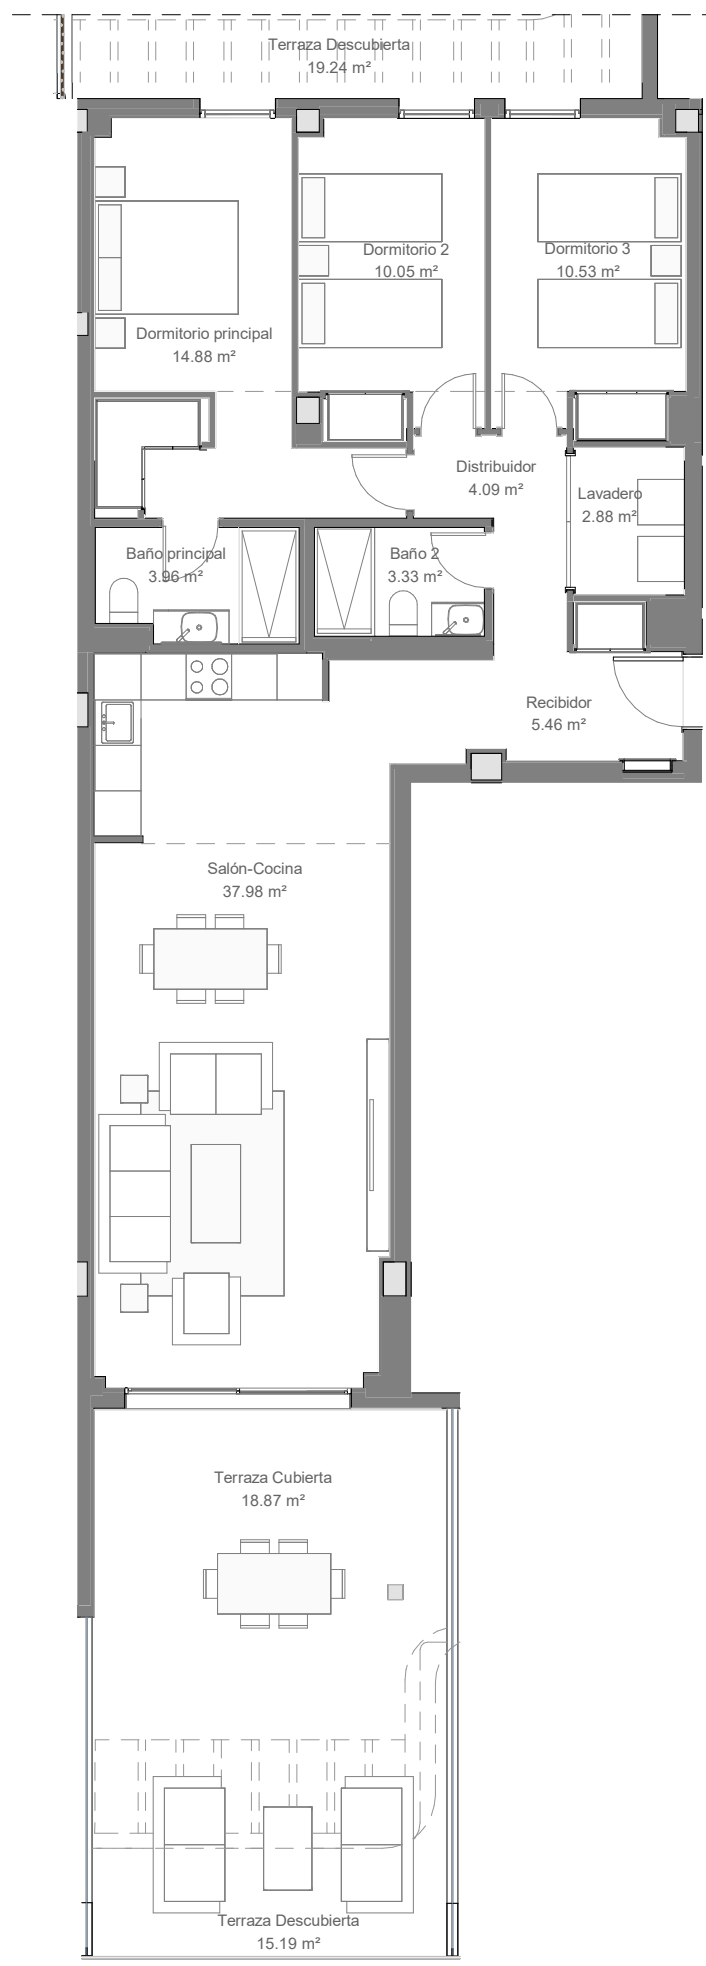 Terraza Descubierta
19.24 m²
Dormitorio 2
10.05 m²
Dormitorio 3
10.53 m²
Dormitorio principal
14.88 m²
Distribuidor
4.09 m²
Lavadero
2.88 m²
Baño principal
3.96 m²
Baño 2
3.33 m²
Recibidor
5.46 m²
Salón-Cocina
37.98 m²
Terraza Cubierta
18.87 m²
Terraza Descubierta
15.19 m²